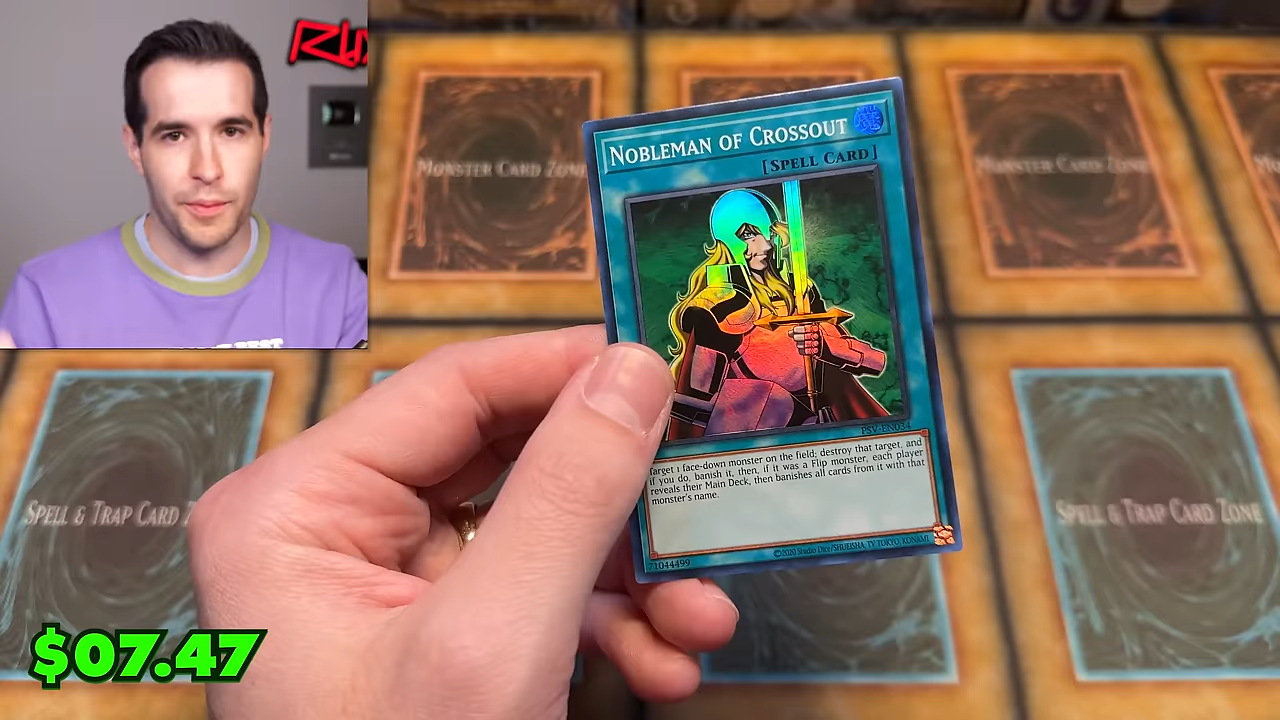 MONSTER CARD ZONE
MONSTER CARD ZONE
NOBLEMAN OF CROSSOUT
[SPELL CARD]
PSV-EN034
Target 1 face-down monster on the field; destroy that target, and
if you do, banish it, then, if it was a Flip monster, each player
reveals their Main Deck, then banishes all cards from it with that
monster's name.
71044499
©2020 Studio Dice/SHUEISHA, TV TOKYO, KONAMI
SPELL & TRAP CARD
SPELL & TRAP CARD ZONE
$07.47